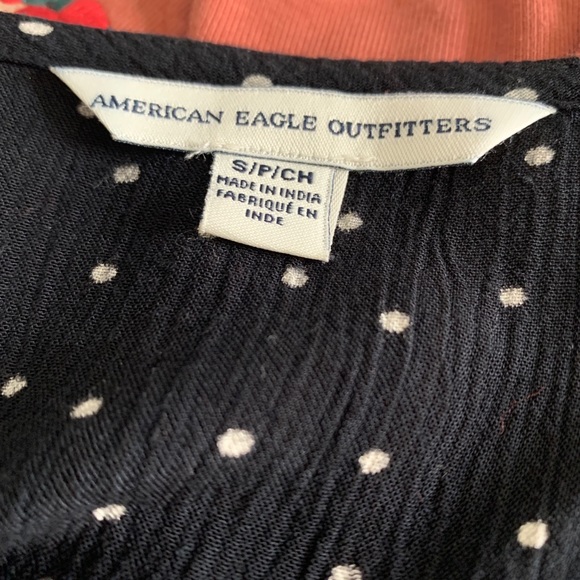 AMERICAN EAGLE OUTFITTERS
S/P/CH
MADE IN INDIA
FABRIQUÉ EN
INDE